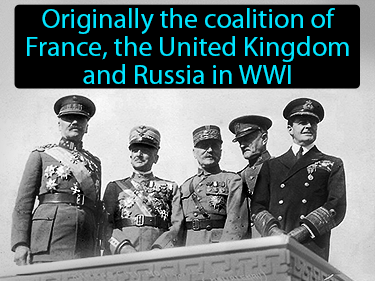 Originally the coalition of
France, the United Kingdom
and Russia in WWI